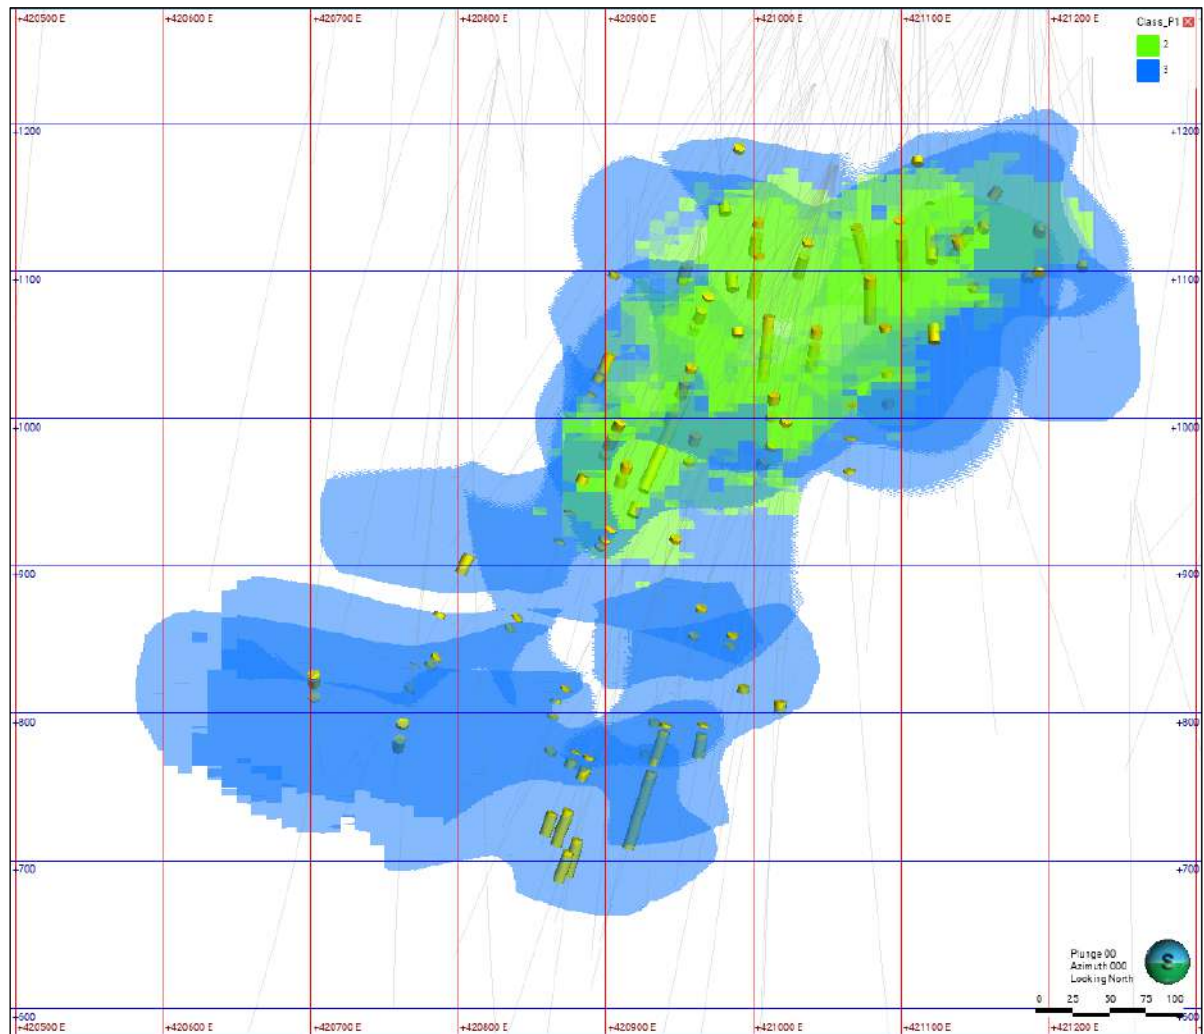 +420500 E +420600 E +420700 E +420800 E +420900 E +421000 E +421100 E +421200 E
Class_P1
2
3
+1200 +1200
+1100 +1100
+1000 +1000
+900 +900
+800 +800
+700 +700
Plunge 00
Azimuth 000
Looking North
S
0 25 50 75 100
+600 +600
+420500 E +420600 E +420700 E +420800 E +420900 E +421000 E +421100 E +421200 E